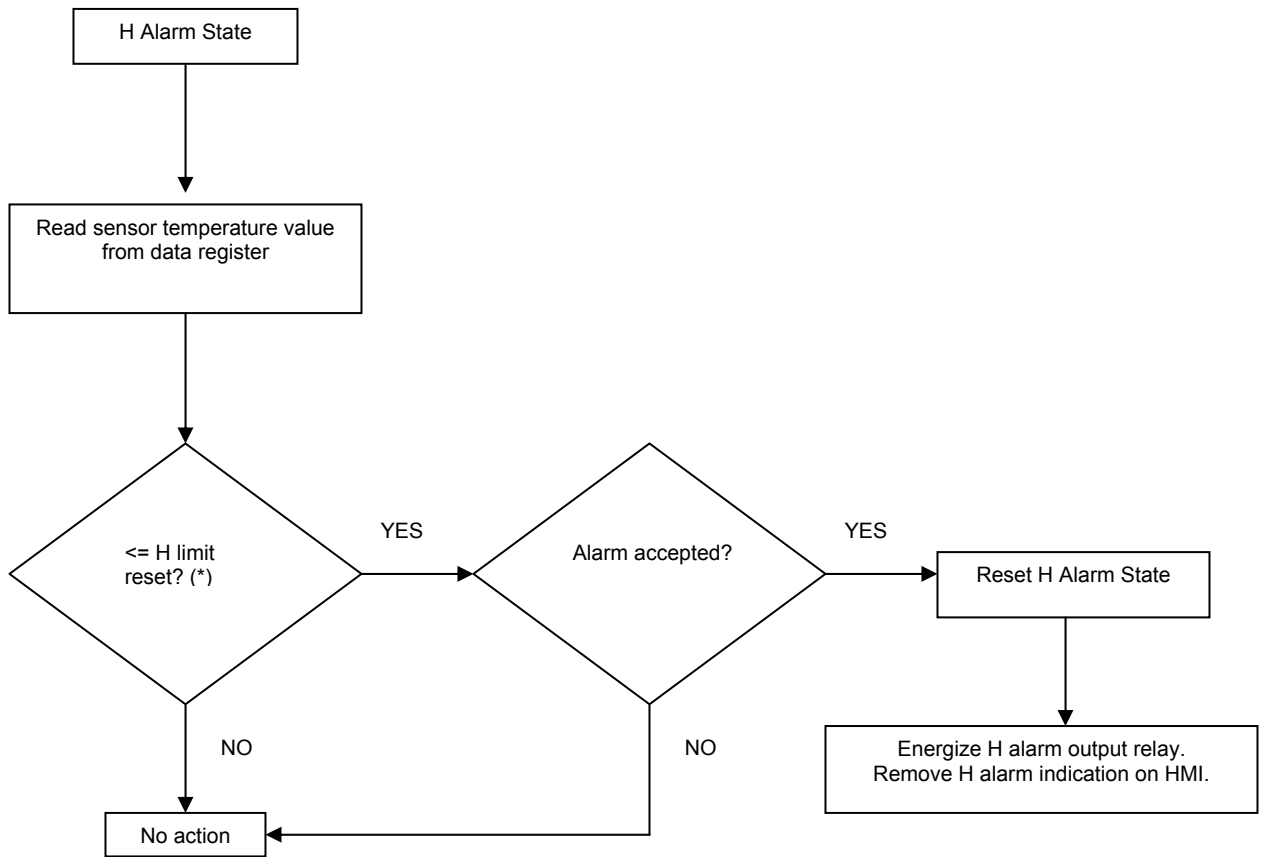 H Alarm State
Read sensor temperature value
from data register
<= H limit
reset? (*)
YES
Alarm accepted?
YES
Reset H Alarm State
NO
NO
Energize H alarm output relay.
Remove H alarm indication on HMI.
No action